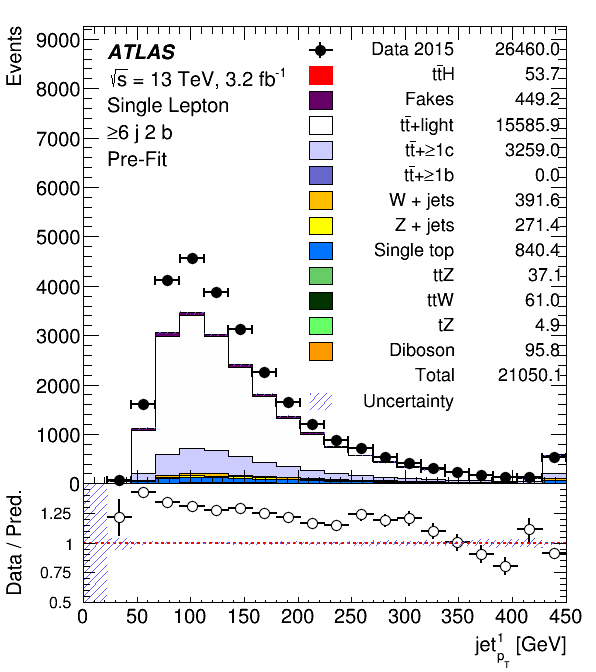 ATLAS
√s = 13 TeV, 3.2 fb⁻¹
Single Lepton
≥6 j 2 b
Pre-Fit
Data 2015 26460.0
tt̄H 53.7
Fakes 449.2
tt̄+light 15585.9
tt̄+≥1c 3259.0
tt̄+≥1b 0.0
W + jets 391.6
Z + jets 271.4
Single top 840.4
ttZ 37.1
ttW 61.0
tZ 4.9
Diboson 95.8
Total 21050.1
Uncertainty
Events
9000
8000
7000
6000
5000
4000
3000
2000
1000
0
Data / Pred.
1.25
1
0.75
0.5
0 50 100 150 200 250 300 350 400 450
jet¹ₚT [GeV]